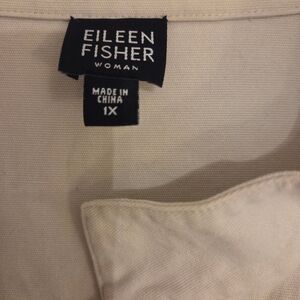 EILEEN
FISHER
WOMAN
MADE IN
CHINA
1X